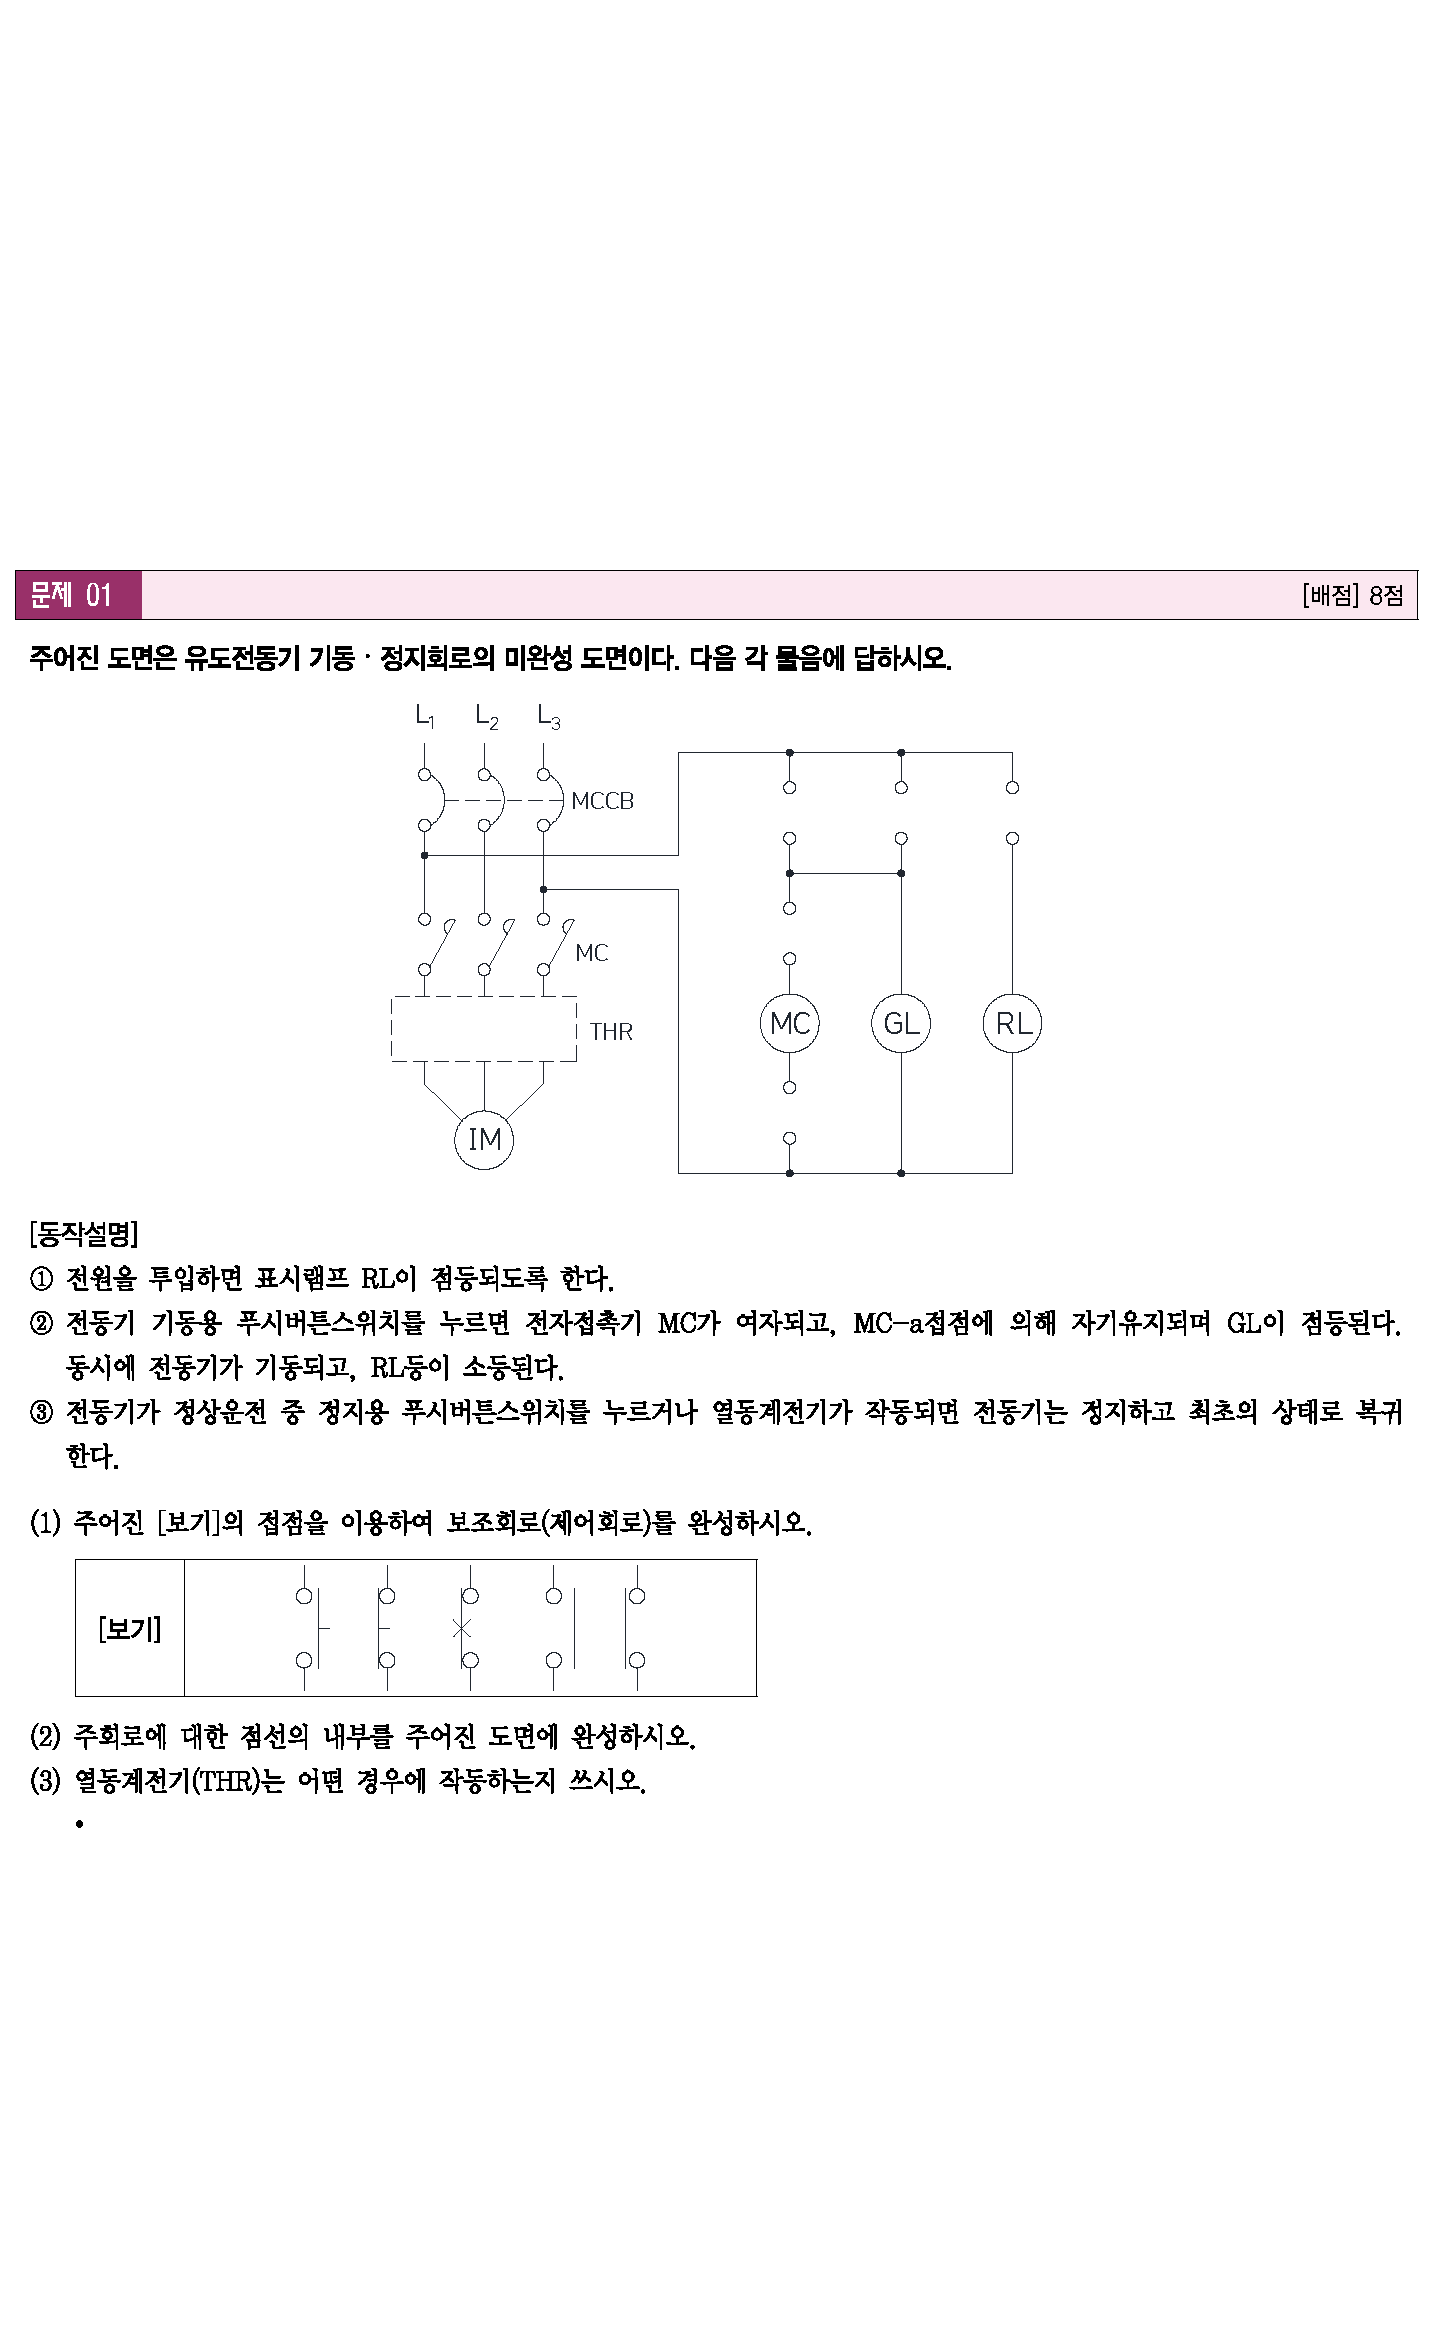 문제 01 [배점] 8점
주어진 도면은 유도전동기 기동·정지회로의 미완성 도면이다. 다음 각 물음에 답하시오.
L1 L2 L3
MCCB
MC
THR
IM
MC GL RL
[동작설명]
① 전원을 투입하면 표시램프 RL이 점등되도록 한다.
② 전동기 기동용 푸시버튼스위치를 누르면 전자접촉기 MC가 여자되고, MC-a접점에 의해 자기유지되며 GL이 점등된다.
동시에 전동기가 기동되고, RL등이 소등된다.
③ 전동기가 정상운전 중 정지용 푸시버튼스위치를 누르거나 열동계전기가 작동되면 전동기는 정지하고 최초의 상태로 복귀
한다.
(1) 주어진 [보기]의 접점을 이용하여 보조회로(제어회로)를 완성하시오.
[보기]
(2) 주회로에 대한 점선의 내부를 주어진 도면에 완성하시오.
(3) 열동계전기(THR)는 어떤 경우에 작동하는지 쓰시오.
•